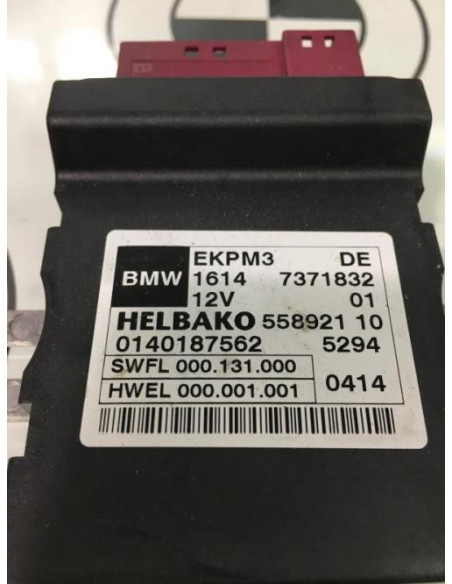 EKPM3 DE
BMW 1614 7371832
12V 01
HELBAKO 558921 10
0140187562 5294
SWFL 000.131.000
HWEL 000.001.001 0414